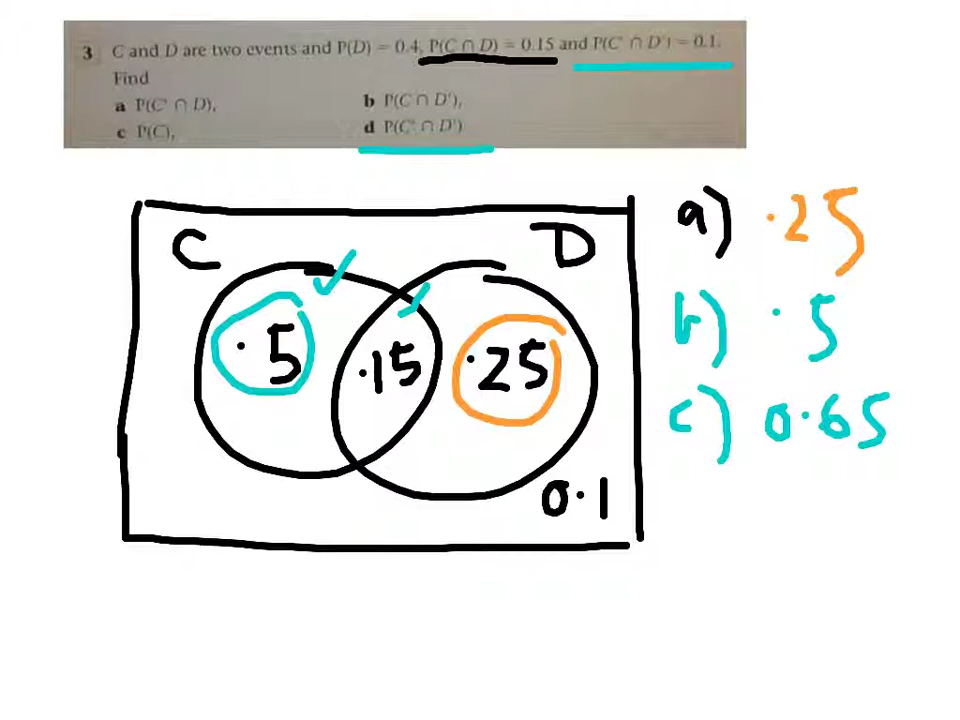 3 C and D are two events and P(D) = 0.4, P(C ∩ D) = 0.15 and P(C' ∩ D') = 0.1.
Find
a P(C' ∩ D),
b P(C ∩ D'),
c P(C),
d P(C' ∩ D')
C
D
.5
.15
.25
0.1
a) .25
b) .5
c) 0.65